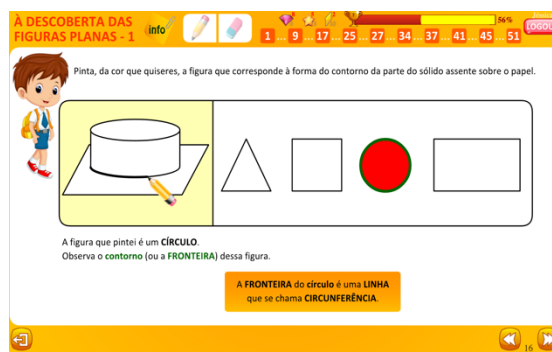 À DESCOBERTA DAS
FIGURAS PLANAS - 1
info
56%
1 ... 9 ... 17 ... 25 ... 27 ... 34 ... 37 ... 41 ... 45 ... 51
LOGOUT
Pinta, da cor que quiseres, a figura que corresponde à forma do contorno da parte do sólido assente sobre o papel.
A figura que pintei é um CÍRCULO.
Observa o contorno (ou a FRONTEIRA) dessa figura.
A FRONTEIRA do círculo é uma LINHA
que se chama CIRCUNFERÊNCIA.
16